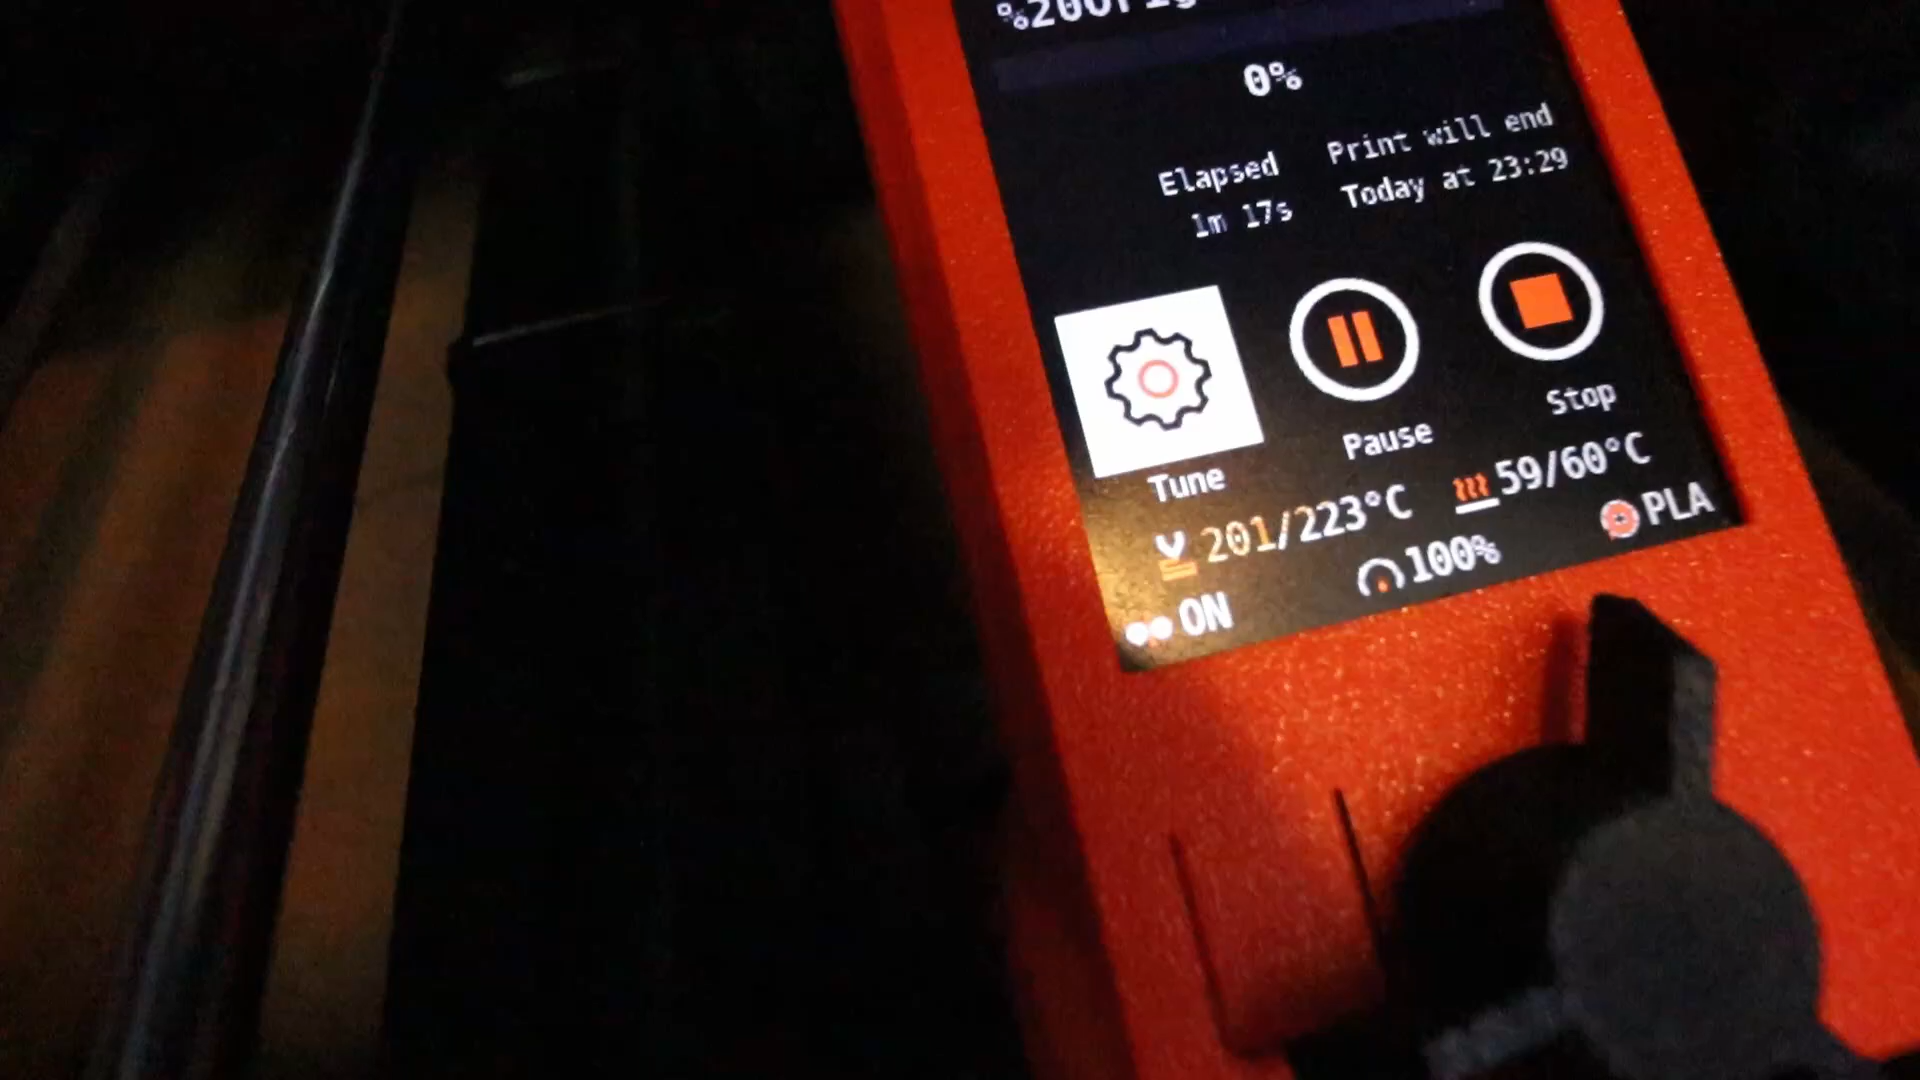 0%
Elapsed
1m 17s
Print will end
Today at 23:29
Tune
Pause
Stop
201/223°C
59/60°C
ON
100%
PLA